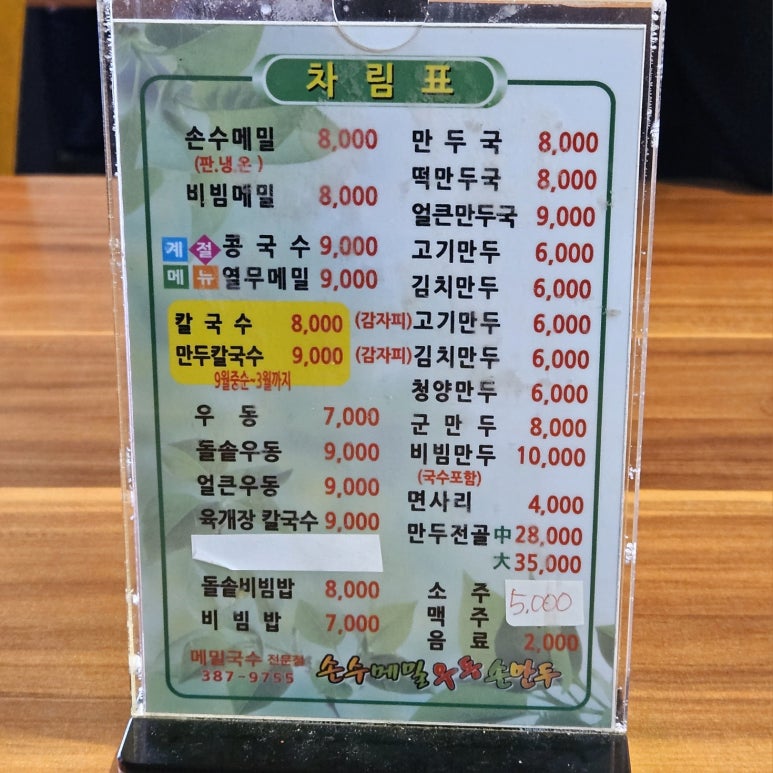 차림표
손수메밀 8,000
(판.냉.온)
비빔메밀 8,000
계절 콩국수 9,000
메뉴 열무메밀 9,000
칼국수 8,000
만두칼국수 9,000
9월중순~3월까지
우동 7,000
돌솥우동 9,000
얼큰우동 9,000
육개장 칼국수 9,000
돌솥비빔밥 8,000
비빔밥 7,000
메밀국수 전문점
387-9755
만두국 8,000
떡만두국 8,000
얼큰만두국 9,000
고기만두 6,000
김치만두 6,000
(감자피)고기만두 6,000
(감자피)김치만두 6,000
청양만두 6,000
군만두 8,000
비빔만두 10,000
(국수포함)
면사리 4,000
만두전골 中 28,000
大 35,000
소주
맥주 5,000
음료 2,000
손수메밀우동손만두